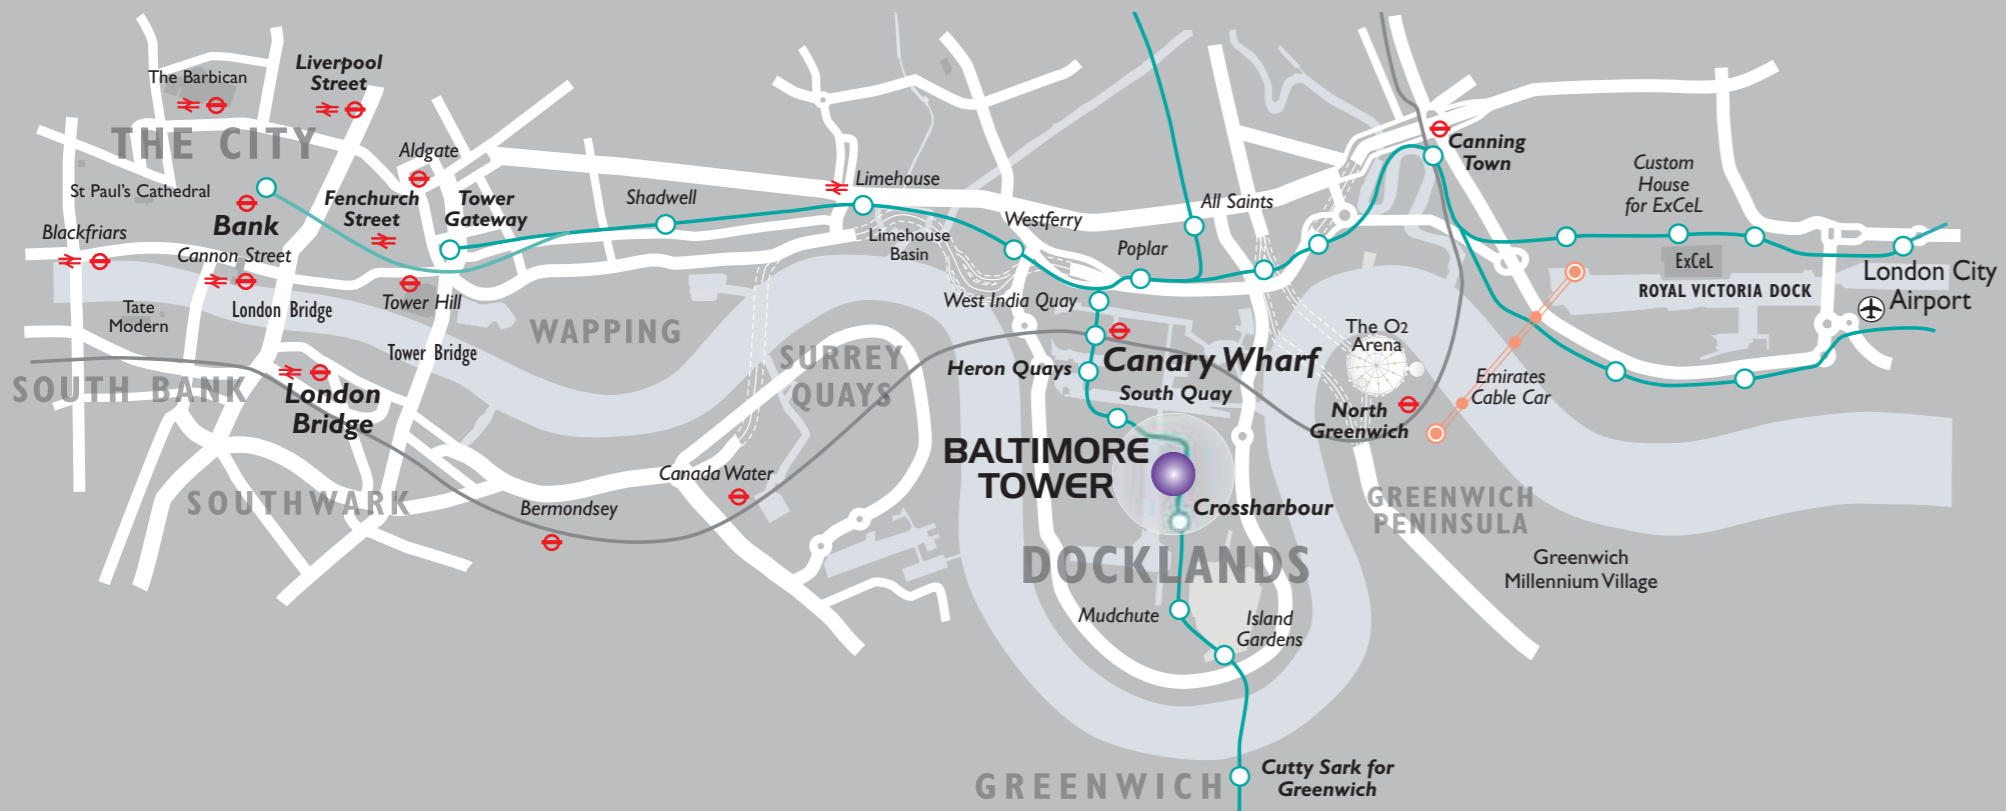 The Barbican
Liverpool
Street
THE CITY
Aldgate
St Paul's Cathedral
Bank
Fenchurch
Street
Tower
Gateway
Shadwell
Limehouse
Blackfriars
Cannon Street
Limehouse
Basin
Westferry
Poplar
All Saints
Canning
Town
Custom
House
for ExCeL
ExCeL
ROYAL VICTORIA DOCK
London City
Airport
Tate
Modern
London Bridge
Tower Hill
WAPPING
Tower Bridge
SURREY
QUAYS
West India Quay
Canary Wharf
Heron Quays
South Quay
The O2
Arena
Emirates
Cable Car
North
Greenwich
SOUTH BANK
London
Bridge
BALTIMORE
TOWER
Crossharbour
SOUTHWARK
Bermondsey
Canada Water
GREENWICH
PENINSULA
DOCKLANDS
Greenwich
Millennium Village
Mudchute
Island
Gardens
GREENWICH
Cutty Sark for
Greenwich